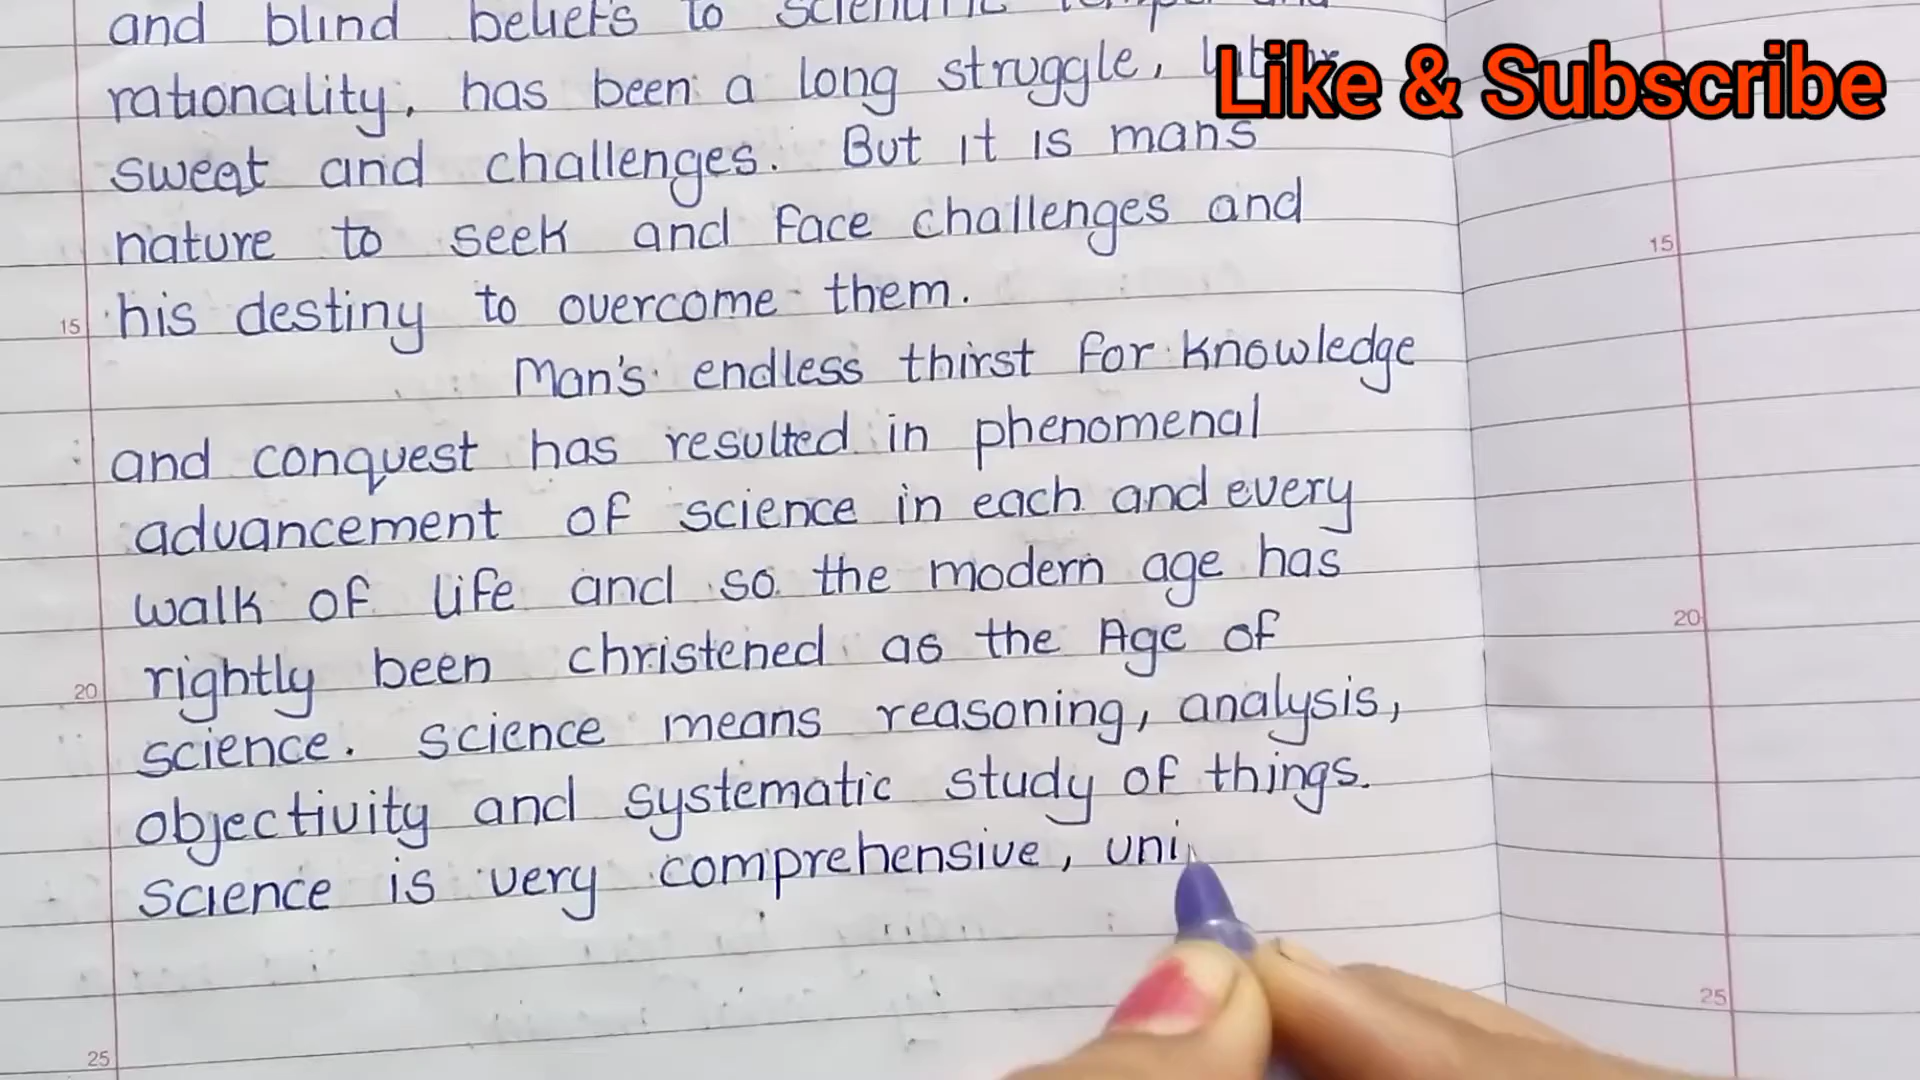 and blind beliefs to scientific temper and
rationality, has been a long struggle,
Like & Subscribe
sweat and challenges. But it is mans
nature to seek and face challenges and
his destiny to overcome them.
Man's endless thirst for knowledge
and conquest has resulted in phenomenal
advancement of science in each and every
walk of life and so the modern age has
rightly been christened as the Age of
science. science means reasoning, analysis,
objectivity and systematic study of things.
Science is very comprehensive, uni
15
20
25
15
20
25